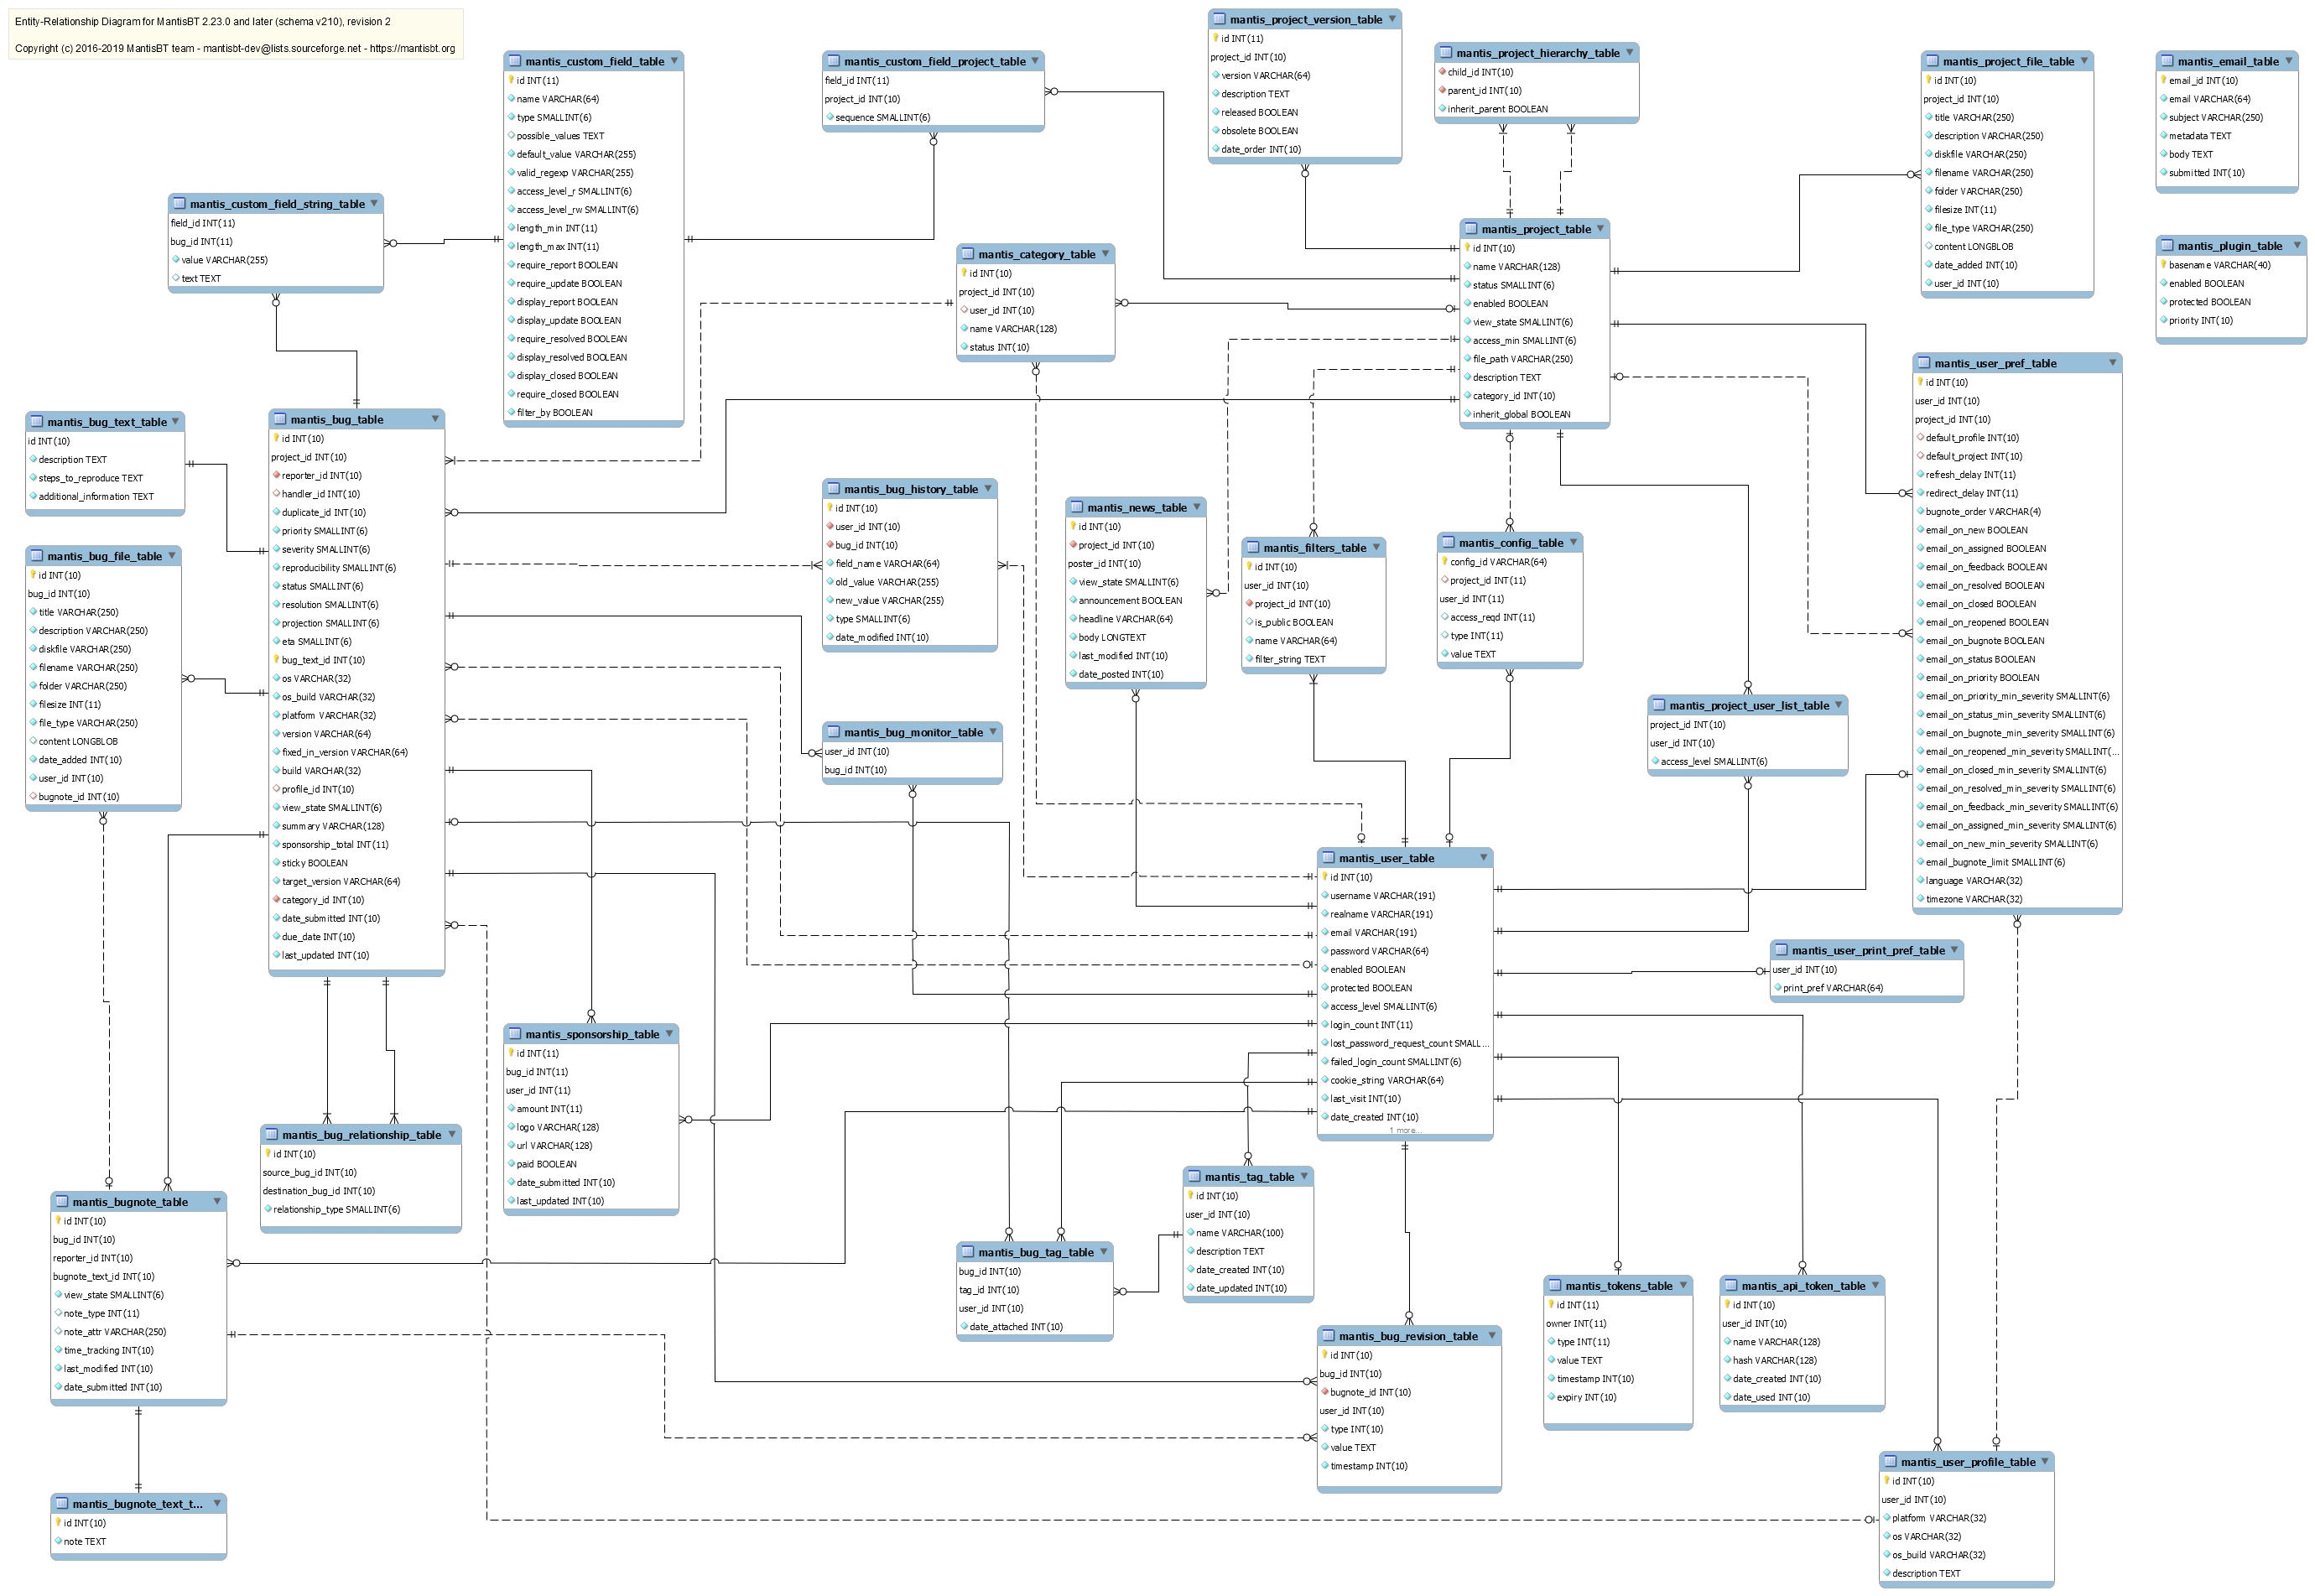 Entity-Relationship Diagram for MantisBT 2.23.0 and later (schema v210), revision 2
Copyright (c) 2016-2019 MantisBT team - mantisbt-dev@lists.sourceforge.net - https://mantisbt.org
mantis_custom_field_table
id INT(11)
name VARCHAR(64)
type SMALLINT(6)
possible_values TEXT
default_value VARCHAR(255)
valid_regexp VARCHAR(255)
access_level_r SMALLINT(6)
access_level_rw SMALLINT(6)
length_min INT(11)
length_max INT(11)
require_report BOOLEAN
require_update BOOLEAN
display_report BOOLEAN
display_update BOOLEAN
require_resolved BOOLEAN
display_resolved BOOLEAN
display_closed BOOLEAN
require_closed BOOLEAN
filter_by BOOLEAN
mantis_custom_field_project_table
field_id INT(11)
project_id INT(10)
sequence SMALLINT(6)
mantis_project_version_table
id INT(11)
project_id INT(10)
version VARCHAR(64)
description TEXT
released BOOLEAN
obsolete BOOLEAN
date_order INT(10)
mantis_project_hierarchy_table
child_id INT(10)
parent_id INT(10)
inherit_parent BOOLEAN
mantis_project_file_table
id INT(10)
project_id INT(10)
title VARCHAR(250)
description VARCHAR(250)
diskfile VARCHAR(250)
filename VARCHAR(250)
folder VARCHAR(250)
filesize INT(11)
file_type VARCHAR(250)
content LONGBLOB
date_added INT(10)
user_id INT(10)
mantis_email_table
email_id INT(10)
email VARCHAR(64)
subject VARCHAR(250)
metadata TEXT
body TEXT
submitted INT(10)
mantis_plugin_table
basename VARCHAR(40)
enabled BOOLEAN
protected BOOLEAN
priority INT(10)
mantis_custom_field_string_table
field_id INT(11)
bug_id INT(11)
value VARCHAR(255)
text TEXT
mantis_category_table
id INT(10)
project_id INT(10)
user_id INT(10)
name VARCHAR(128)
status INT(10)
mantis_project_table
id INT(10)
name VARCHAR(128)
status SMALLINT(6)
enabled BOOLEAN
view_state SMALLINT(6)
access_min SMALLINT(6)
file_path VARCHAR(250)
description TEXT
category_id INT(10)
inherit_global BOOLEAN
mantis_user_pref_table
id INT(10)
user_id INT(10)
project_id INT(10)
default_profile INT(10)
default_project INT(10)
refresh_delay INT(11)
redirect_delay INT(11)
bugnote_order VARCHAR(4)
email_on_new BOOLEAN
email_on_assigned BOOLEAN
email_on_feedback BOOLEAN
email_on_resolved BOOLEAN
email_on_closed BOOLEAN
email_on_reopened BOOLEAN
email_on_bugnote BOOLEAN
email_on_status BOOLEAN
email_on_priority BOOLEAN
email_on_priority_min_severity SMALLINT(6)
email_on_status_min_severity SMALLINT(6)
email_on_bugnote_min_severity SMALLINT(6)
email_on_reopened_min_severity SMALLINT(...
email_on_closed_min_severity SMALLINT(6)
email_on_resolved_min_severity SMALLINT(6)
email_on_feedback_min_severity SMALLINT(6)
email_on_assigned_min_severity SMALLINT(6)
email_on_new_min_severity SMALLINT(6)
email_bugnote_limit SMALLINT(6)
language VARCHAR(32)
timezone VARCHAR(32)
mantis_bug_text_table
id INT(10)
description TEXT
steps_to_reproduce TEXT
additional_information TEXT
mantis_bug_table
id INT(10)
project_id INT(10)
reporter_id INT(10)
handler_id INT(10)
duplicate_id INT(10)
priority SMALLINT(6)
severity SMALLINT(6)
reproducibility SMALLINT(6)
status SMALLINT(6)
resolution SMALLINT(6)
projection SMALLINT(6)
eta SMALLINT(6)
bug_text_id INT(10)
os VARCHAR(32)
os_build VARCHAR(32)
platform VARCHAR(32)
version VARCHAR(64)
fixed_in_version VARCHAR(64)
build VARCHAR(32)
profile_id INT(10)
view_state SMALLINT(6)
summary VARCHAR(128)
sponsorship_total INT(11)
sticky BOOLEAN
target_version VARCHAR(64)
category_id INT(10)
date_submitted INT(10)
due_date INT(10)
last_updated INT(10)
mantis_bug_file_table
id INT(10)
bug_id INT(10)
title VARCHAR(250)
description VARCHAR(250)
diskfile VARCHAR(250)
filename VARCHAR(250)
folder VARCHAR(250)
filesize INT(11)
file_type VARCHAR(250)
content LONGBLOB
date_added INT(10)
user_id INT(10)
bugnote_id INT(10)
mantis_bug_history_table
id INT(10)
user_id INT(10)
bug_id INT(10)
field_name VARCHAR(64)
old_value VARCHAR(255)
new_value VARCHAR(255)
type SMALLINT(6)
date_modified INT(10)
mantis_news_table
id INT(10)
project_id INT(10)
poster_id INT(10)
view_state SMALLINT(6)
announcement BOOLEAN
headline VARCHAR(64)
body LONGTEXT
last_modified INT(10)
date_posted INT(10)
mantis_filters_table
id INT(10)
user_id INT(10)
project_id INT(10)
is_public BOOLEAN
name VARCHAR(64)
filter_string TEXT
mantis_config_table
config_id VARCHAR(64)
project_id INT(11)
user_id INT(11)
access_reqd INT(11)
type INT(11)
value TEXT
mantis_project_user_list_table
project_id INT(10)
user_id INT(10)
access_level SMALLINT(6)
mantis_bug_monitor_table
user_id INT(10)
bug_id INT(10)
mantis_user_table
id INT(10)
username VARCHAR(191)
realname VARCHAR(191)
email VARCHAR(191)
password VARCHAR(64)
enabled BOOLEAN
protected BOOLEAN
access_level SMALLINT(6)
login_count INT(11)
lost_password_request_count SMALL...
failed_login_count SMALLINT(6)
cookie_string VARCHAR(64)
last_visit INT(10)
date_created INT(10)
1 more...
mantis_user_print_pref_table
user_id INT(10)
print_pref VARCHAR(64)
mantis_sponsorship_table
id INT(11)
bug_id INT(11)
user_id INT(11)
amount INT(11)
logo VARCHAR(128)
url VARCHAR(128)
paid BOOLEAN
date_submitted INT(10)
last_updated INT(10)
mantis_bug_relationship_table
id INT(10)
source_bug_id INT(10)
destination_bug_id INT(10)
relationship_type SMALLINT(6)
mantis_bugnote_table
id INT(10)
bug_id INT(10)
reporter_id INT(10)
bugnote_text_id INT(10)
view_state SMALLINT(6)
note_type INT(11)
note_attr VARCHAR(250)
time_tracking INT(10)
last_modified INT(10)
date_submitted INT(10)
mantis_tag_table
id INT(10)
user_id INT(10)
name VARCHAR(100)
description TEXT
date_created INT(10)
date_updated INT(10)
mantis_bug_tag_table
bug_id INT(10)
tag_id INT(10)
user_id INT(10)
date_attached INT(10)
mantis_bug_revision_table
id INT(10)
bug_id INT(10)
bugnote_id INT(10)
user_id INT(10)
type INT(10)
value TEXT
timestamp INT(10)
mantis_tokens_table
id INT(11)
owner INT(11)
type INT(11)
value TEXT
timestamp INT(10)
expiry INT(10)
mantis_api_token_table
id INT(10)
user_id INT(10)
name VARCHAR(128)
hash VARCHAR(128)
date_created INT(10)
date_used INT(10)
mantis_user_profile_table
id INT(10)
user_id INT(10)
platform VARCHAR(32)
os VARCHAR(32)
os_build VARCHAR(32)
description TEXT
mantis_bugnote_text_t...
id INT(10)
note TEXT